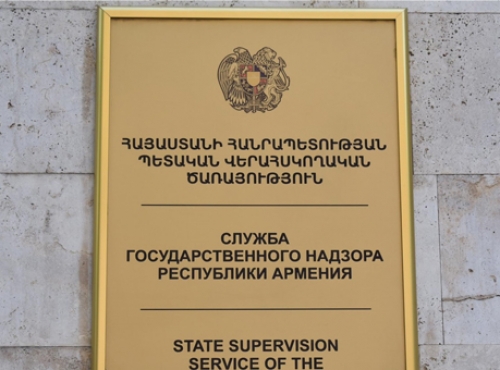 ՀԱՅԱՍՏԱՆԻ ՀԱՆՐԱՊԵՏՈՒԹՅԱՆ
ՊԵՏԱԿԱՆ ՎԵՐԱՀՍԿՈՂԱԿԱՆ
ԾԱՌԱՅՈՒԹՅՈՒՆ
СЛУЖБА
ГОСУДАРСТВЕННОГО НАДЗОРА
РЕСПУБЛИКИ АРМЕНИЯ
STATE SUPERVISION
SERVICE OF THE